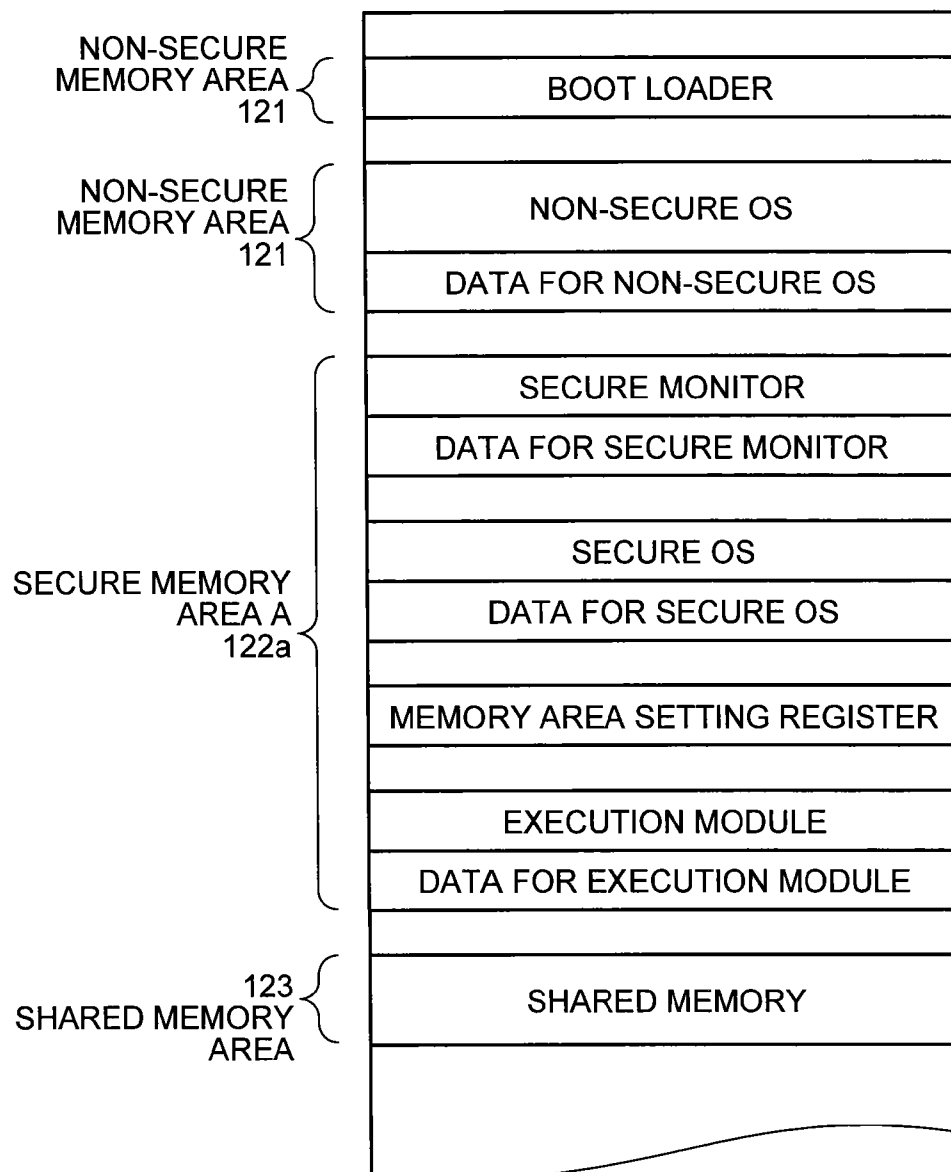 NON-SECURE
MEMORY AREA
121
BOOT LOADER
NON-SECURE
MEMORY AREA
121
NON-SECURE OS
DATA FOR NON-SECURE OS
SECURE MEMORY
AREA A
122a
SECURE MONITOR
DATA FOR SECURE MONITOR
SECURE OS
DATA FOR SECURE OS
MEMORY AREA SETTING REGISTER
EXECUTION MODULE
DATA FOR EXECUTION MODULE
123
SHARED MEMORY
AREA
SHARED MEMORY